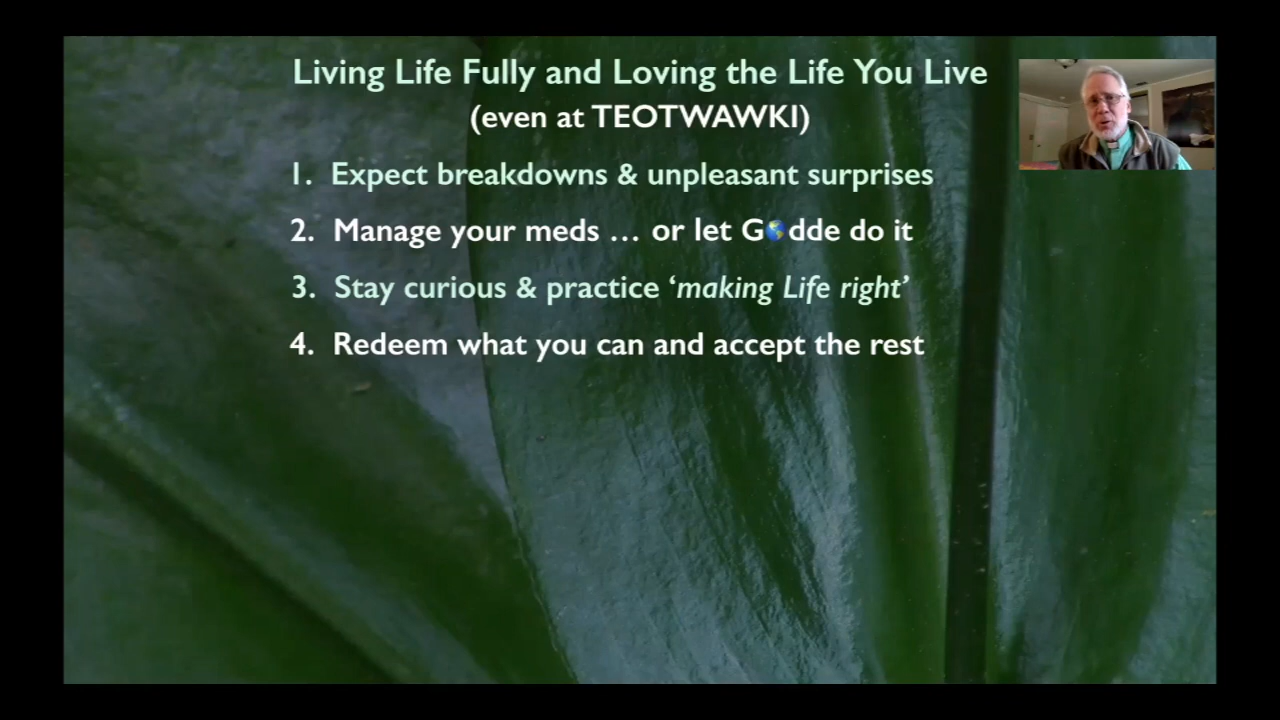 Living Life Fully and Loving the Life You Live
(even at TEOTWAWKI)
1. Expect breakdowns & unpleasant surprises
2. Manage your meds … or let G🌎dde do it
3. Stay curious & practice ‘making Life right’
4. Redeem what you can and accept the rest